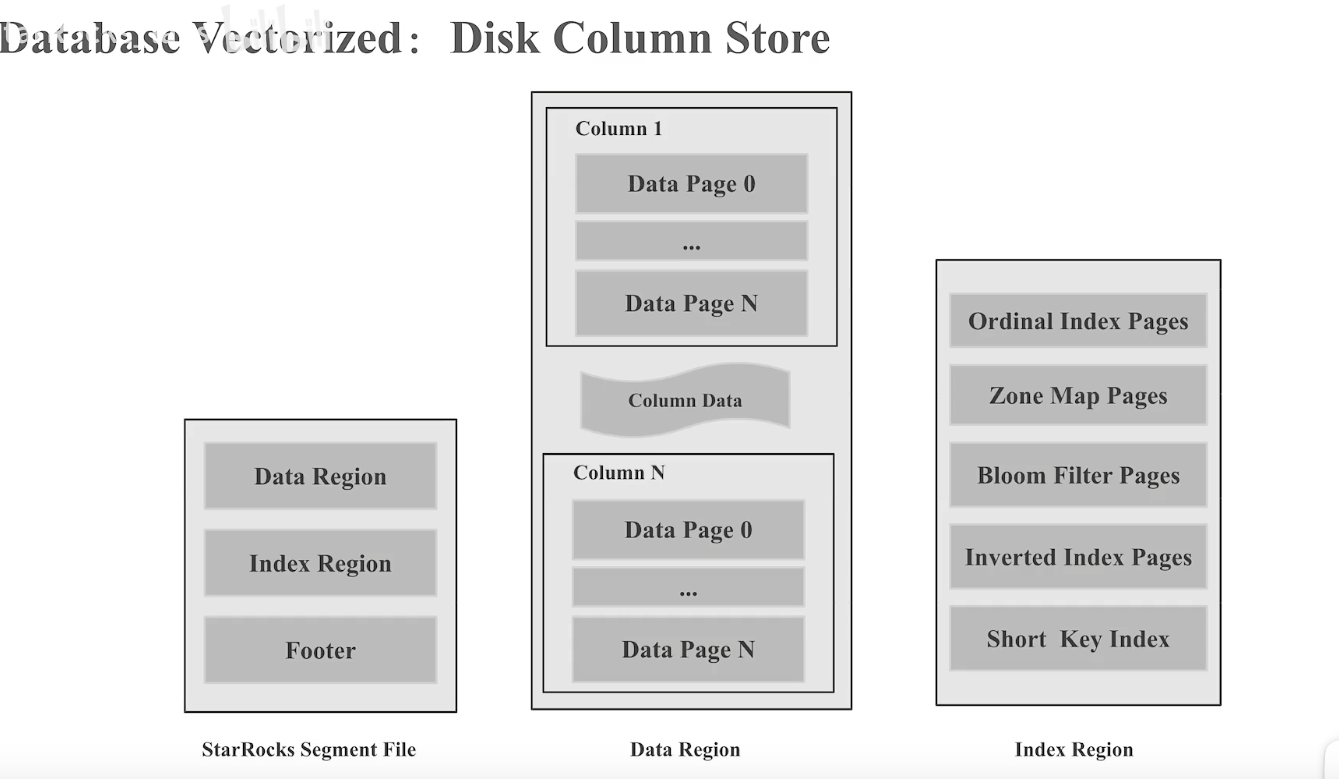 Database Vectorized: Disk Column Store
Column 1
Data Page 0
...
Data Page N
Column Data
Column N
Data Page 0
...
Data Page N
Data Region
Index Region
Footer
Ordinal Index Pages
Zone Map Pages
Bloom Filter Pages
Inverted Index Pages
Short Key Index
StarRocks Segment File
Data Region
Index Region